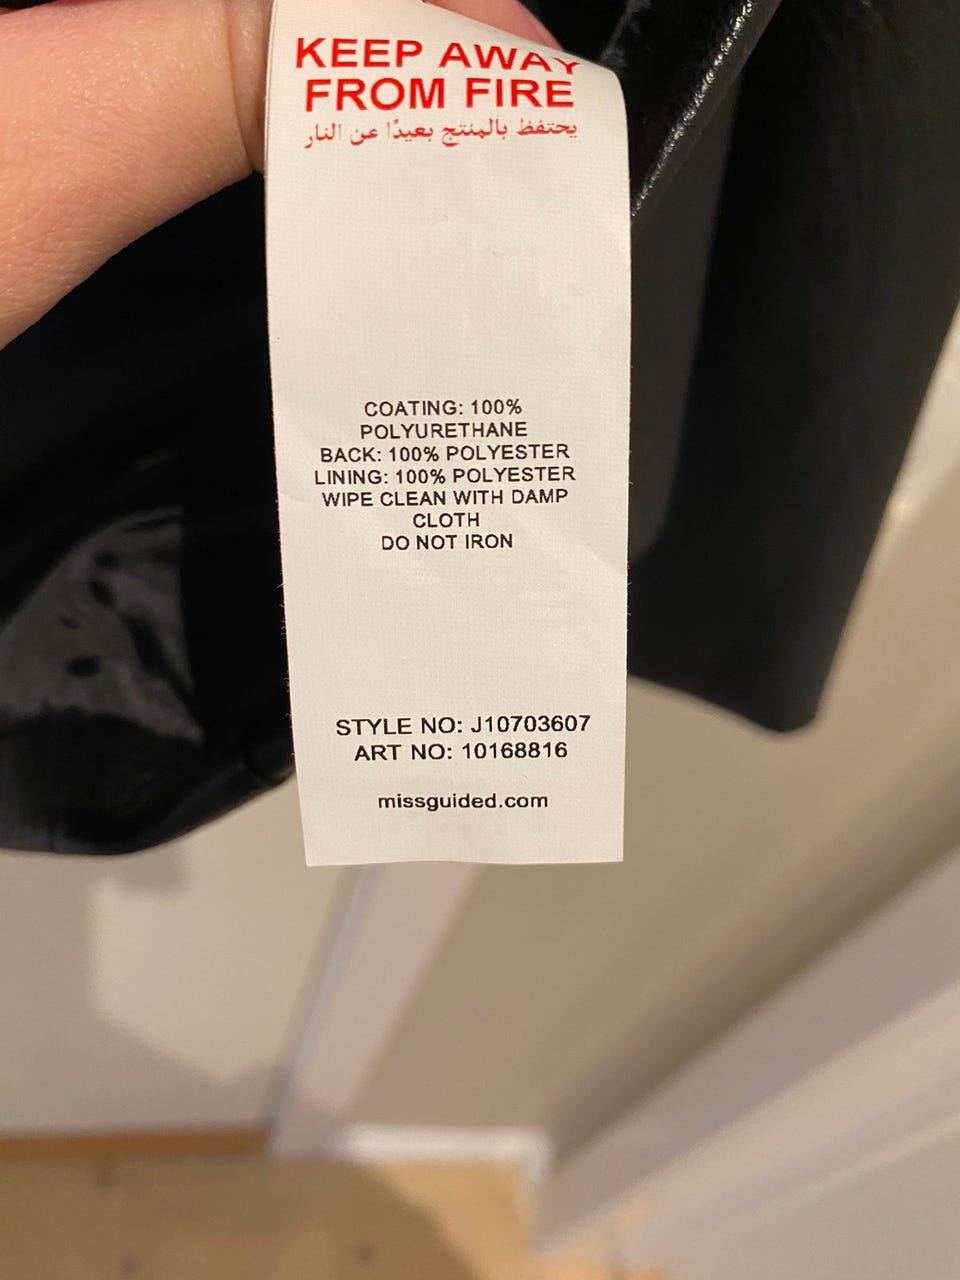 KEEP AWAY
FROM FIRE
يحتفظ بالمنتج بعيدًا عن النار
COATING: 100%
POLYURETHANE
BACK: 100% POLYESTER
LINING: 100% POLYESTER
WIPE CLEAN WITH DAMP
CLOTH
DO NOT IRON
STYLE NO: J10703607
ART NO: 10168816
missguided.com